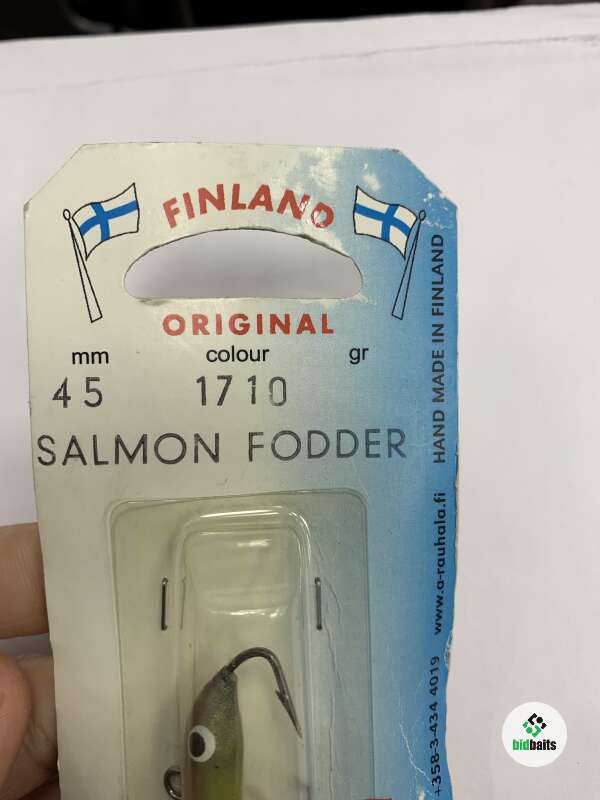 FINLAND
ORIGINAL
mm colour gr
45 1710
SALMON FODDER
+358-3-434 4019 www.a-rauhala.fi HAND MADE IN FINLAND
bidbaits